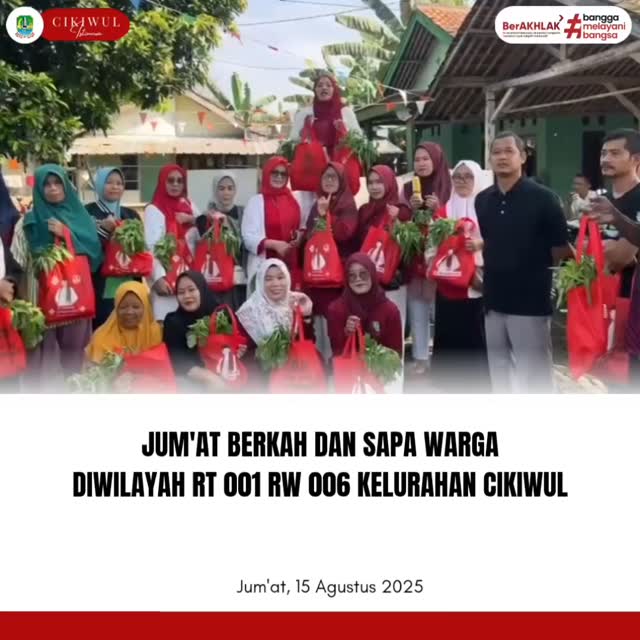 CIKIWUL
Istimewa
BerAKHLAK
#bangga
melayani
bangsa
JUM'AT BERKAH DAN SAPA WARGA
DIWILAYAH RT 001 RW 006 KELURAHAN CIKIWUL
Jum'at, 15 Agustus 2025